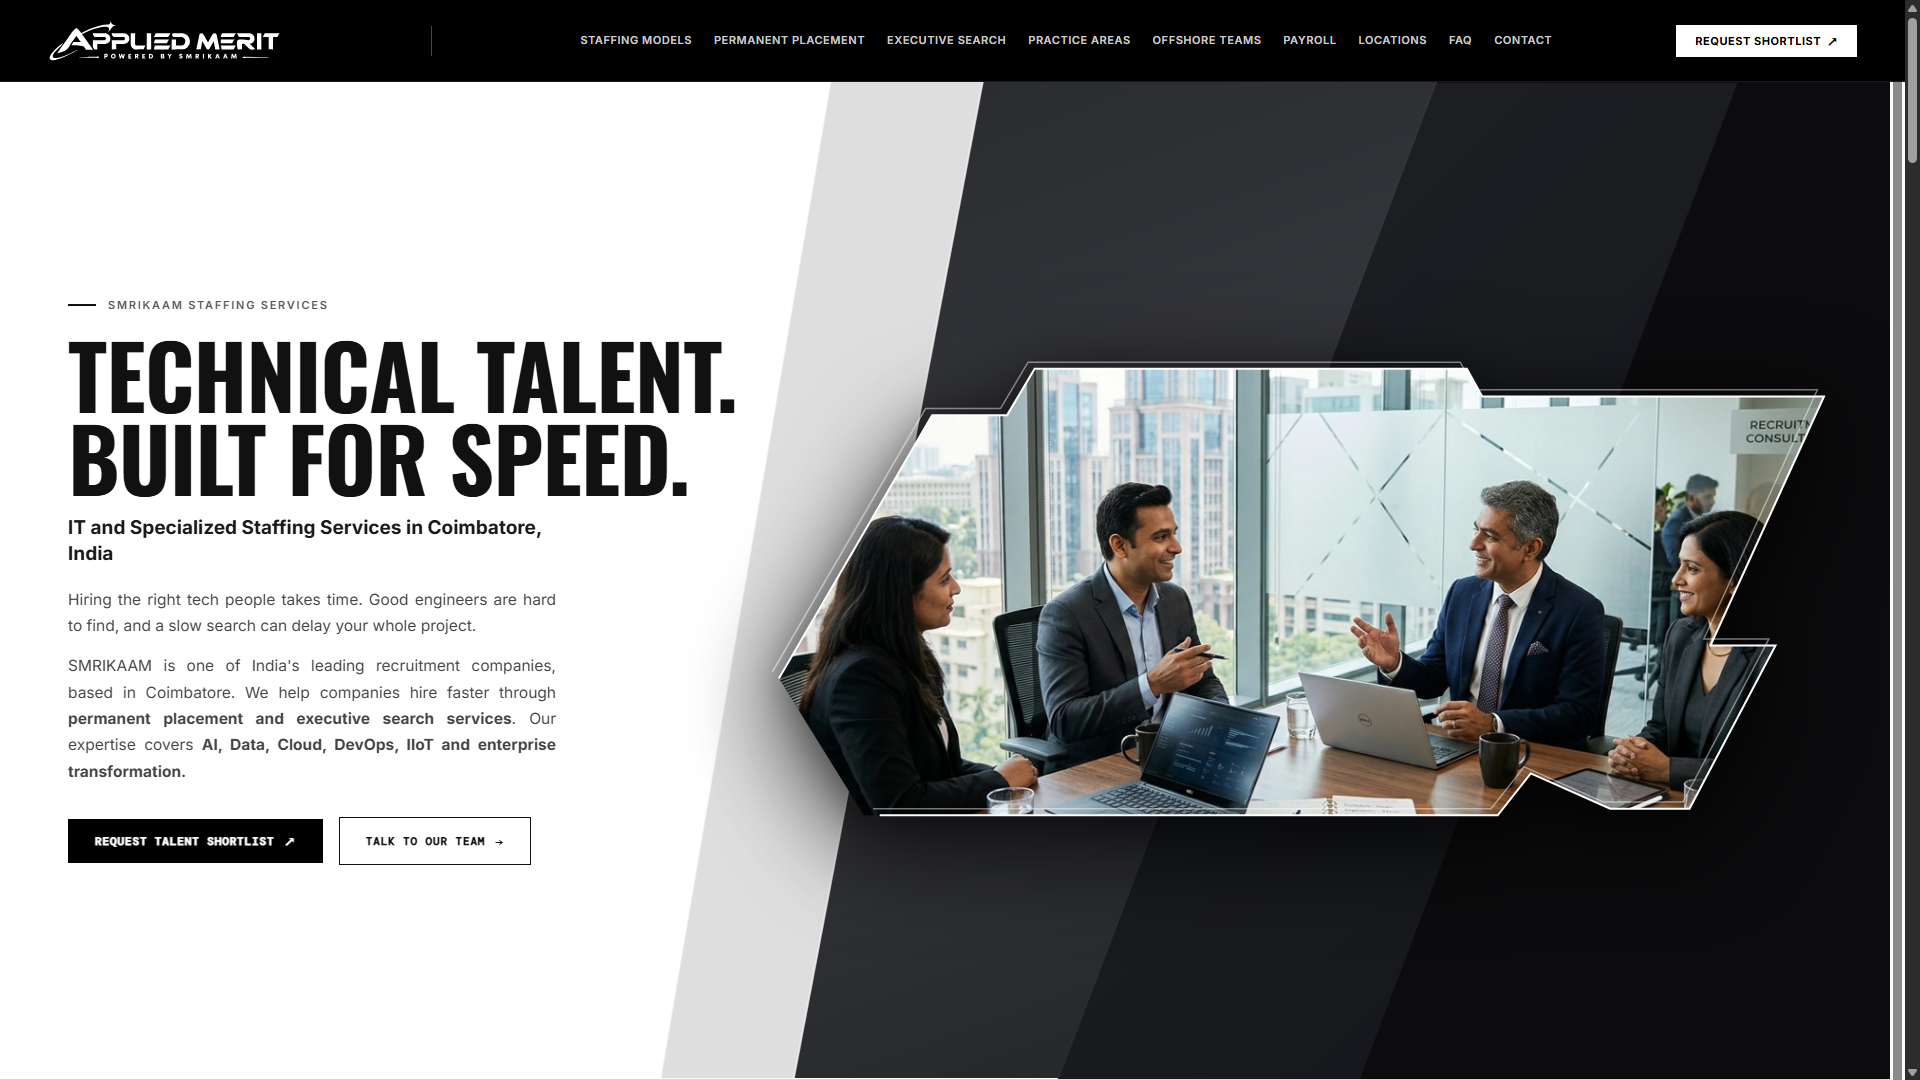 APPLIED MERIT
POWERED BY SMRIKAAM
STAFFING MODELS
PERMANENT PLACEMENT
EXECUTIVE SEARCH
PRACTICE AREAS
OFFSHORE TEAMS
PAYROLL
LOCATIONS
FAQ
CONTACT
REQUEST SHORTLIST ↗
SMRIKAAM STAFFING SERVICES
TECHNICAL TALENT.
BUILT FOR SPEED.
IT and Specialized Staffing Services in Coimbatore,
India
Hiring the right tech people takes time. Good engineers are hard
to find, and a slow search can delay your whole project.
SMRIKAAM is one of India's leading recruitment companies,
based in Coimbatore. We help companies hire faster through
permanent placement and executive search services. Our
expertise covers AI, Data, Cloud, DevOps, IIoT and enterprise
transformation.
REQUEST TALENT SHORTLIST ↗
TALK TO OUR TEAM →
RECRUITM
CONSULT
DELL